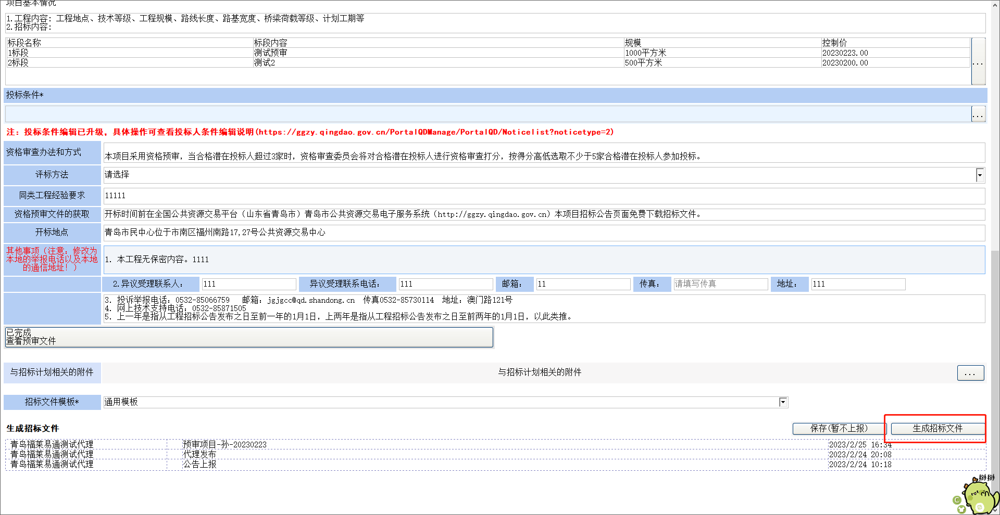 项目基本情况
1.工程内容: 工程地点、技术等级、工程规模、路线长度、路基宽度、桥梁荷载等级、计划工期等
2.招标内容:
标段名称 标段内容 规模 控制价
1标段 测试预审 1000平方米 20230223.00
2标段 测试2 500平方米 20230200.00
...
投标条件*
...
注: 投标条件编辑已升级, 具体操作可查看投标人条件编辑说明(https://ggzy.qingdao.gov.cn/PortalQDManage/PortalQD/Noticelist?noticetype=2)
资格审查办法和方式 本项目采用资格预审, 当合格潜在投标人超过3家时, 资格审查委员会将对合格潜在投标人进行资格审查打分, 按得分高低选取不少于5家合格潜在投标人参加投标。
评标方法 请选择
同类工程经验要求 11111
资格预审文件的获取 开标时间前在全国公共资源交易平台（山东省青岛市）青岛市公共资源交易电子服务系统（http://ggzy.qingdao.gov.cn）本项目招标公告页面免费下载招标文件。
开标地点 青岛市民中心位于市南区福州南路17,27号公共资源交易中心
其他事项（注意: 修改为
本地的举报电话以及本地
的通信地址! ）
1. 本工程无保密内容。1111
2.异议受理联系人: 111 异议受理联系电话: 111 邮箱: 11 传真: 请填写传真 地址: 111
3. 投诉举报电话: 0532-85066759 邮箱: jgjgcc@qd.shandong.cn 传真0532-85730114 地址: 澳门路121号
4. 网上技术支持电话: 0532-85871505
5. 上一年是指从工程招标公告发布之日至前一年的1月1日, 上两年是指从工程招标公告发布之日至前两年的1月1日, 以此类推。
已完成
查看预审文件
与招标计划相关的附件 与招标计划相关的附件 ...
招标文件模板* 通用模板
生成招标文件 保存(暂不上报) 生成招标文件
青岛福莱易通测试代理 预审项目-孙-20230223 2023/2/25 16:34
青岛福莱易通测试代理 代理发布 2023/2/24 20:08
青岛福莱易通测试代理 公告上报 2023/2/24 10:18
掰掰
C